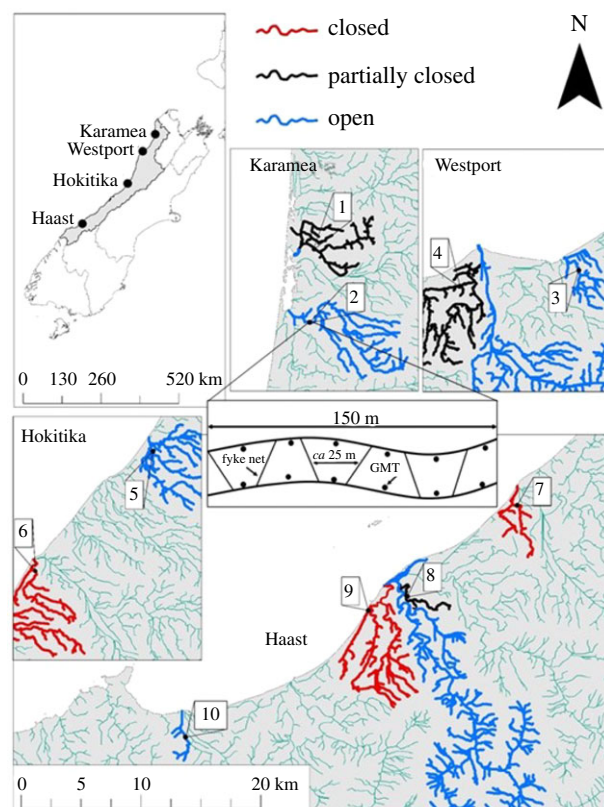 closed
partially closed
open
N
Karamea
Westport
Hokitika
Haast
0 130 260 520 km
Karamea
1
2
Westport
4
3
150 m
fyke net
ca 25 m
GMT
Hokitika
5
6
7
8
9
Haast
10
0 5 10 20 km